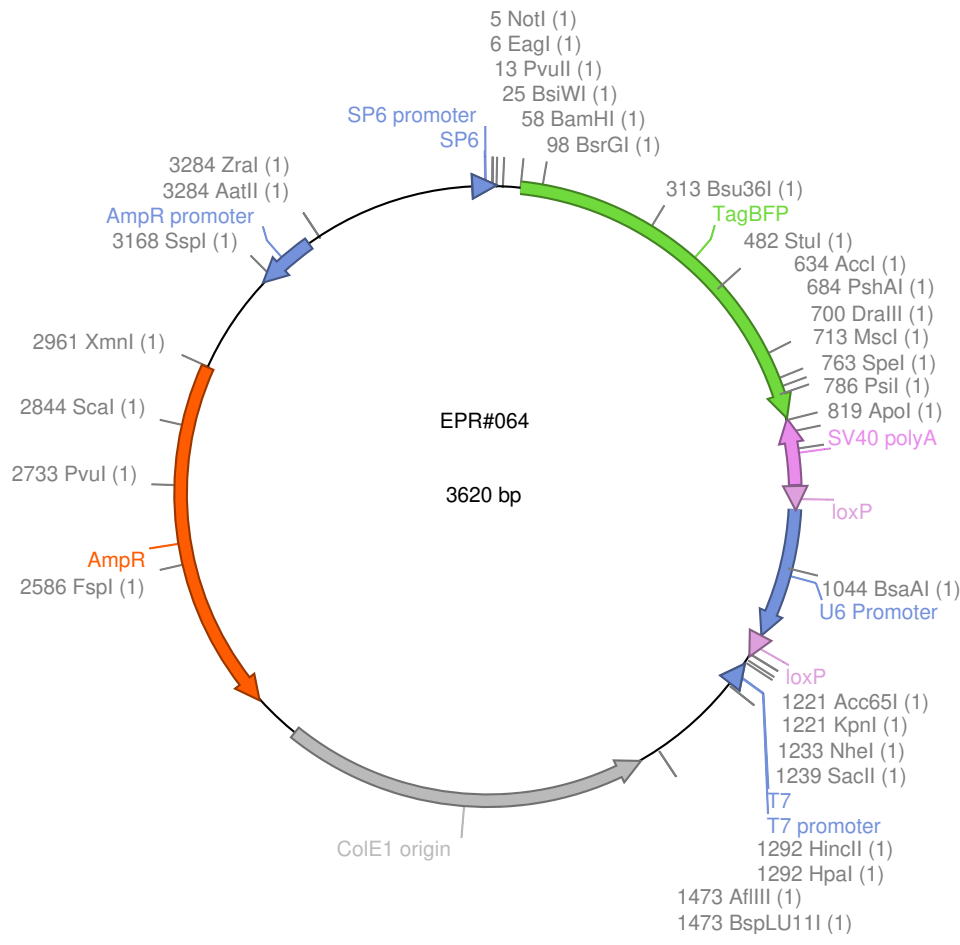 5 NotI (1)
6 EagI (1)
13 PvuII (1)
25 BsiWI (1)
58 BamHI (1)
98 BsrGI (1)
SP6 promoter
SP6
3284 ZraI (1)
3284 AatII (1)
AmpR promoter
3168 SspI (1)
313 Bsu36I (1)
TagBFP
482 StuI (1)
634 AccI (1)
684 PshAI (1)
700 DraIII (1)
713 MscI (1)
763 SpeI (1)
786 PsiI (1)
819 ApoI (1)
SV40 polyA
loxP
2961 XmnI (1)
2844 ScaI (1)
2733 PvuI (1)
AmpR
2586 FspI (1)
EPR#064
3620 bp
1044 BsaAI (1)
U6 Promoter
loxP
1221 Acc65I (1)
1221 KpnI (1)
1233 NheI (1)
1239 SacII (1)
T7
T7 promoter
1292 HincII (1)
1292 HpaI (1)
1473 AflIII (1)
1473 BspLU11I (1)
ColE1 origin